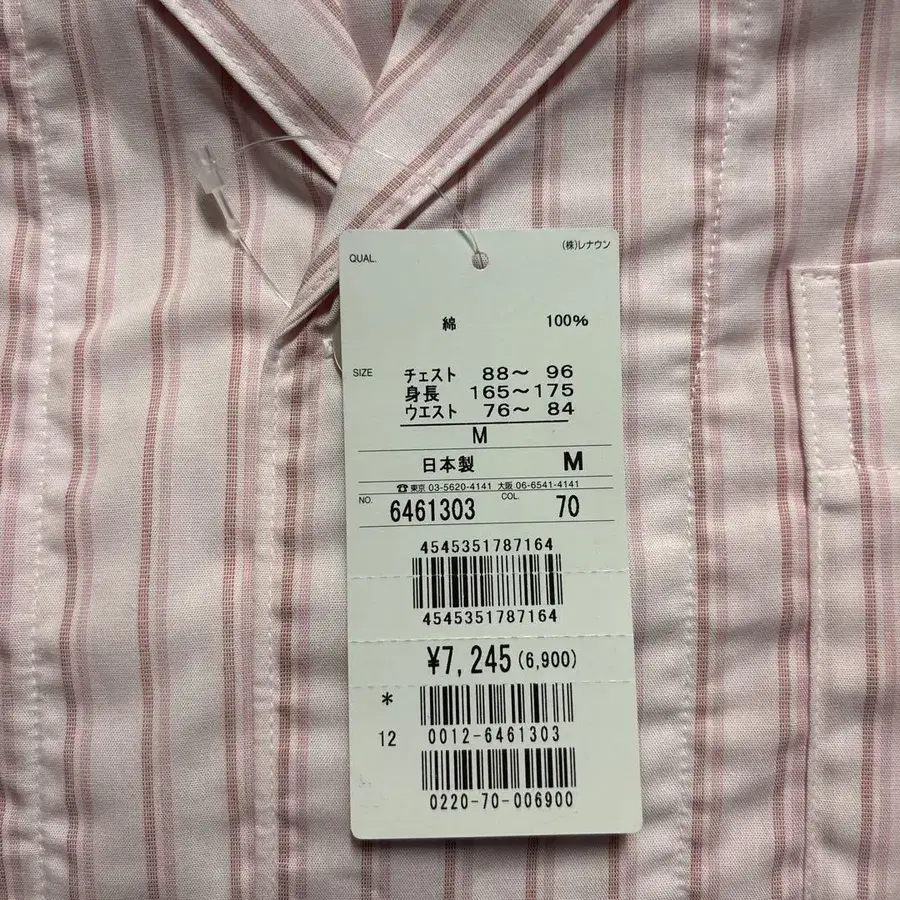 QUAL. (株)レナウン
綿 100%
SIZE チェスト 88〜 96
身長 165〜175
ウエスト 76〜 84
M
日本製 M
☎東京 03-5620-4141 大阪 06-6541-4141
NO. 6461303 COL. 70
4545351787164
4545351787164
¥7,245(6,900)
*
12 0012-6461303
0220-70-006900